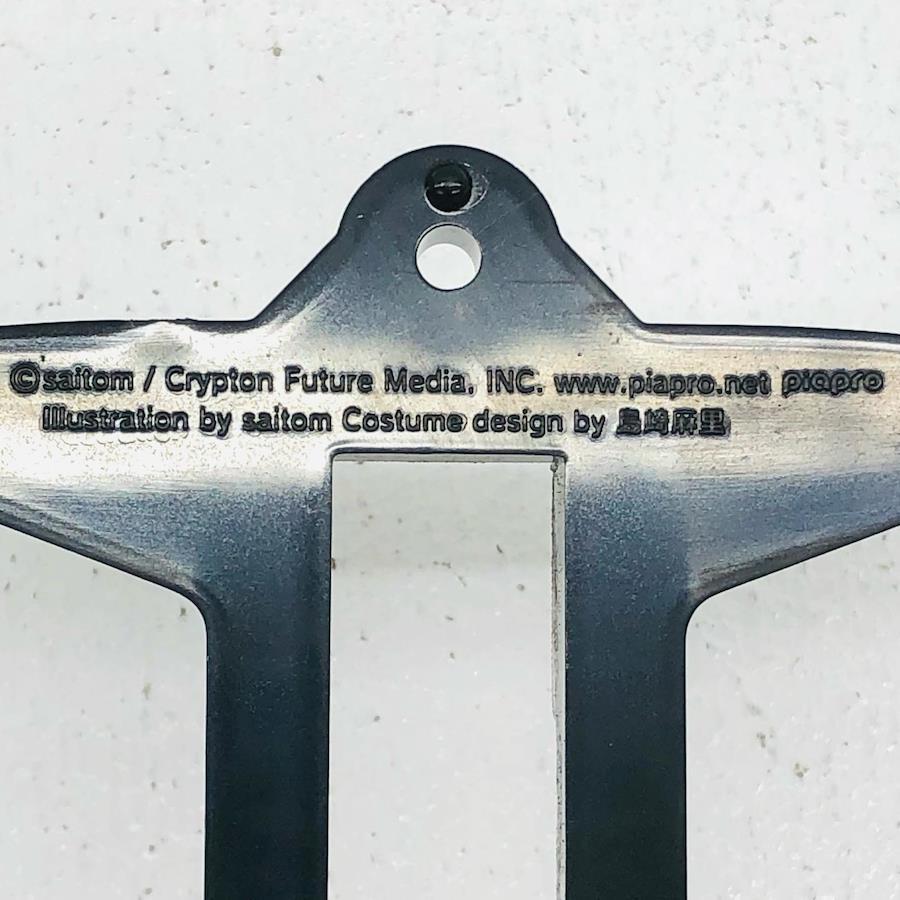 ©saitom / Crypton Future Media, INC. www.piapro.net piapro
Illustration by saitom Costume design by 島崎麻里